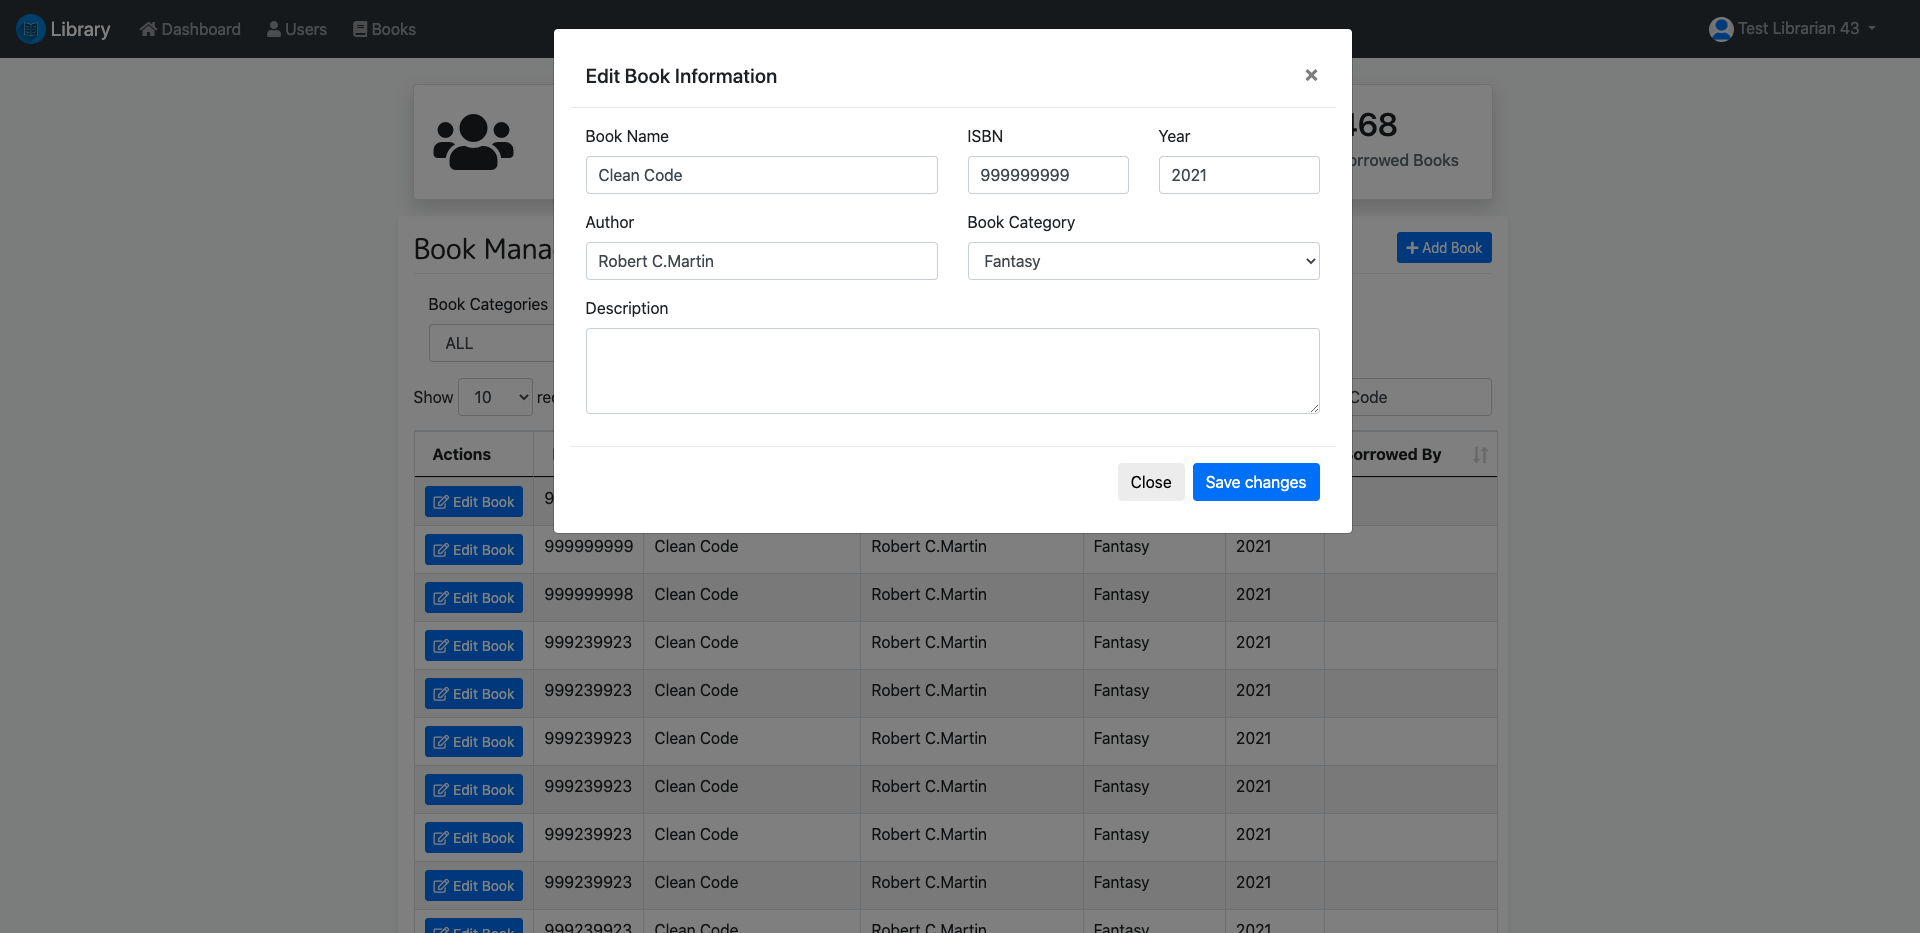 Library Dashboard Users Books Test Librarian 43
Edit Book Information ×
Book Name ISBN Year
Clean Code 999999999 2021
Author Book Category
Robert C.Martin Fantasy
Description
Close Save changes
Book
Add Book
Book Categories
ALL
Show 10
Code
Actions By
Edit Book
Edit Book 999999999 Clean Code Robert C.Martin Fantasy 2021
Edit Book 999999998 Clean Code Robert C.Martin Fantasy 2021
Edit Book 999239923 Clean Code Robert C.Martin Fantasy 2021
Edit Book 999239923 Clean Code Robert C.Martin Fantasy 2021
Edit Book 999239923 Clean Code Robert C.Martin Fantasy 2021
Edit Book 999239923 Clean Code Robert C.Martin Fantasy 2021
Edit Book 999239923 Clean Code Robert C.Martin Fantasy 2021
Edit Book 999239923 Clean Code Robert C.Martin Fantasy 2021
Edit Book 999239923 Clean Code Robert C.Martin Fantasy 2021
Books